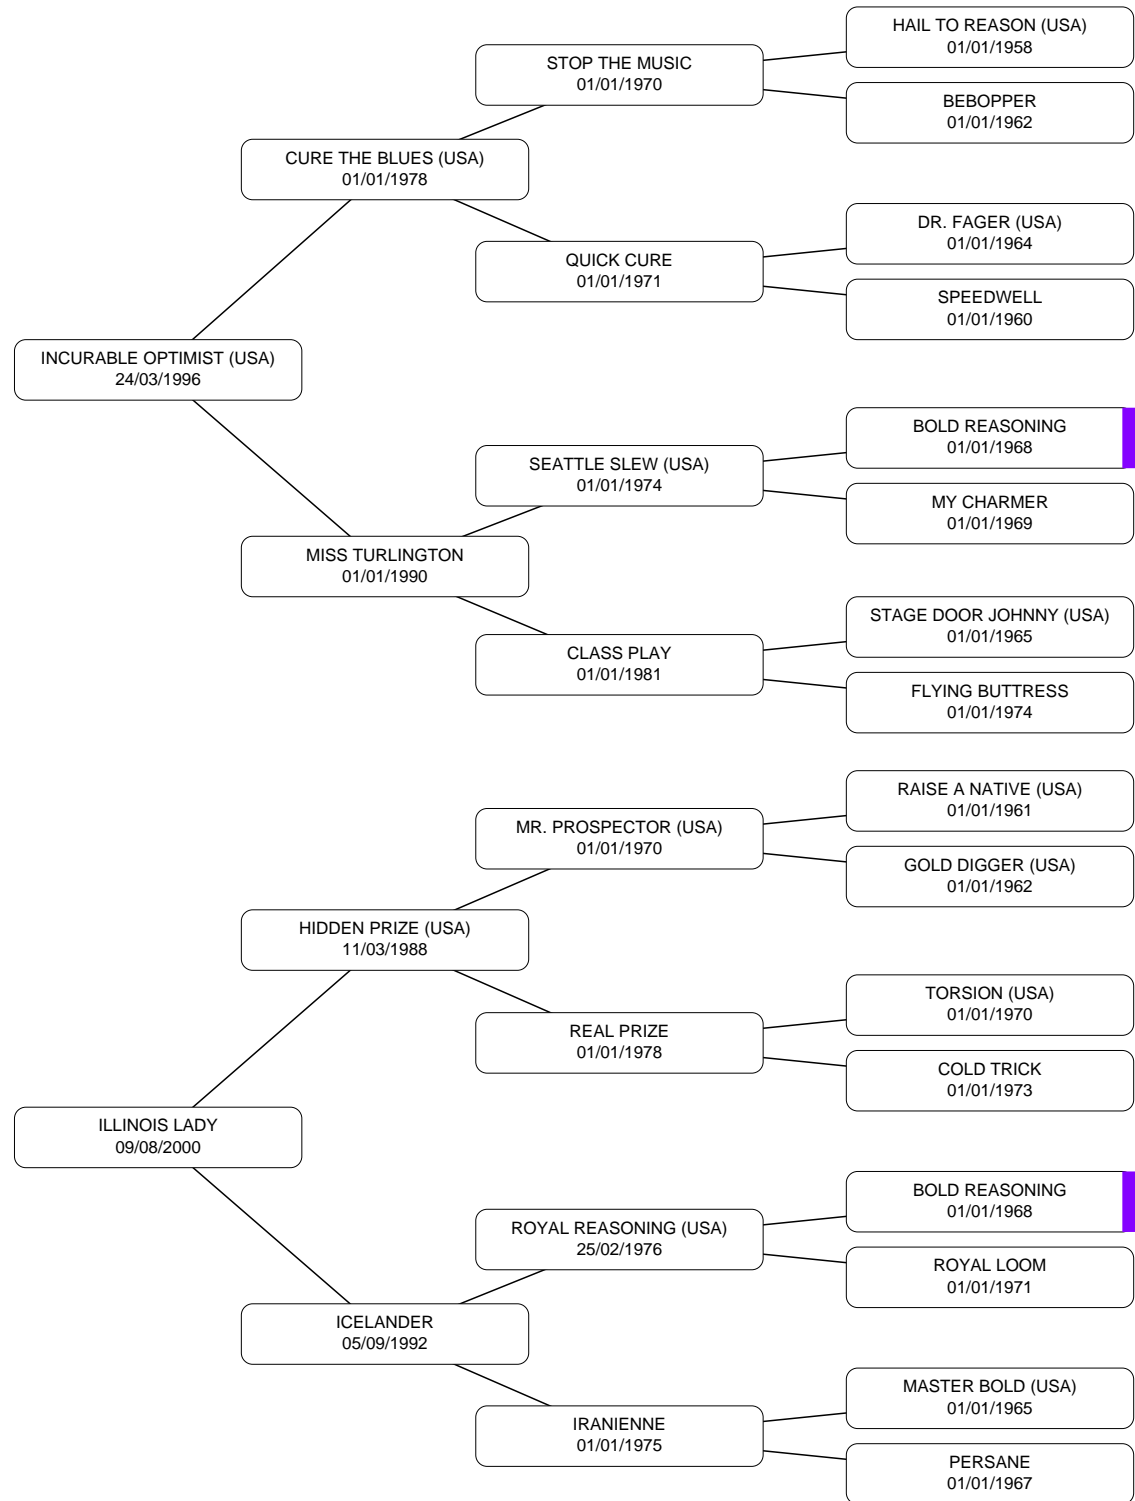 HAIL TO REASON (USA)
01/01/1958
STOP THE MUSIC
01/01/1970
BEBOPPER
01/01/1962
CURE THE BLUES (USA)
01/01/1978
DR. FAGER (USA)
01/01/1964
QUICK CURE
01/01/1971
SPEEDWELL
01/01/1960
INCURABLE OPTIMIST (USA)
24/03/1996
BOLD REASONING
01/01/1968
SEATTLE SLEW (USA)
01/01/1974
MY CHARMER
01/01/1969
MISS TURLINGTON
01/01/1990
STAGE DOOR JOHNNY (USA)
01/01/1965
CLASS PLAY
01/01/1981
FLYING BUTTRESS
01/01/1974
RAISE A NATIVE (USA)
01/01/1961
MR. PROSPECTOR (USA)
01/01/1970
GOLD DIGGER (USA)
01/01/1962
HIDDEN PRIZE (USA)
11/03/1988
TORSION (USA)
01/01/1970
REAL PRIZE
01/01/1978
COLD TRICK
01/01/1973
ILLINOIS LADY
09/08/2000
BOLD REASONING
01/01/1968
ROYAL REASONING (USA)
25/02/1976
ROYAL LOOM
01/01/1971
ICELANDER
05/09/1992
MASTER BOLD (USA)
01/01/1965
IRANIENNE
01/01/1975
PERSANE
01/01/1967